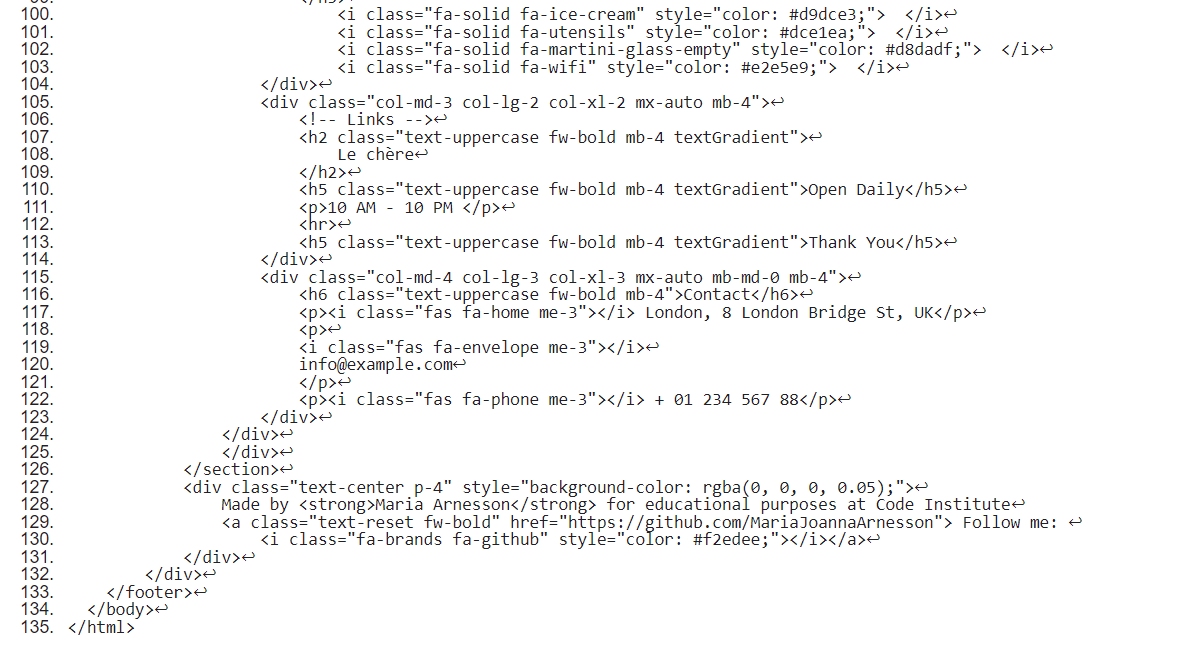 </h5>↩
100. <i class="fa-solid fa-ice-cream" style="color: #d9dce3;">  </i>↩
101. <i class="fa-solid fa-utensils" style="color: #dce1ea;">  </i>↩
102. <i class="fa-solid fa-martini-glass-empty" style="color: #d8dadf;">  </i>↩
103. <i class="fa-solid fa-wifi" style="color: #e2e5e9;">  </i>↩
104. </div>↩
105. <div class="col-md-3 col-lg-2 col-xl-2 mx-auto mb-4">↩
106. <!-- Links -->↩
107. <h2 class="text-uppercase fw-bold mb-4 textGradient">↩
108. Le chère↩
109. </h2>↩
110. <h5 class="text-uppercase fw-bold mb-4 textGradient">Open Daily</h5>↩
111. <p>10 AM - 10 PM </p>↩
112. <hr>↩
113. <h5 class="text-uppercase fw-bold mb-4 textGradient">Thank You</h5>↩
114. </div>↩
115. <div class="col-md-4 col-lg-3 col-xl-3 mx-auto mb-md-0 mb-4">↩
116. <h6 class="text-uppercase fw-bold mb-4">Contact</h6>↩
117. <p><i class="fas fa-home me-3"></i> London, 8 London Bridge St, UK</p>↩
118. <p>↩
119. <i class="fas fa-envelope me-3"></i>↩
120. info@example.com↩
121. </p>↩
122. <p><i class="fas fa-phone me-3"></i> + 01 234 567 88</p>↩
123. </div>↩
124. </div>↩
125. </div>↩
126. </section>↩
127. <div class="text-center p-4" style="background-color: rgba(0, 0, 0, 0.05);">↩
128. Made by <strong>Maria Arnesson</strong> for educational purposes at Code Institute↩
129. <a class="text-reset fw-bold" href="https://github.com/MariaJoannaArnesson"> Follow me: ↩
130. <i class="fa-brands fa-github" style="color: #f2edee;"></i></a>↩
131. </div>↩
132. </div>↩
133. </footer>↩
134. </body>↩
135. </html>